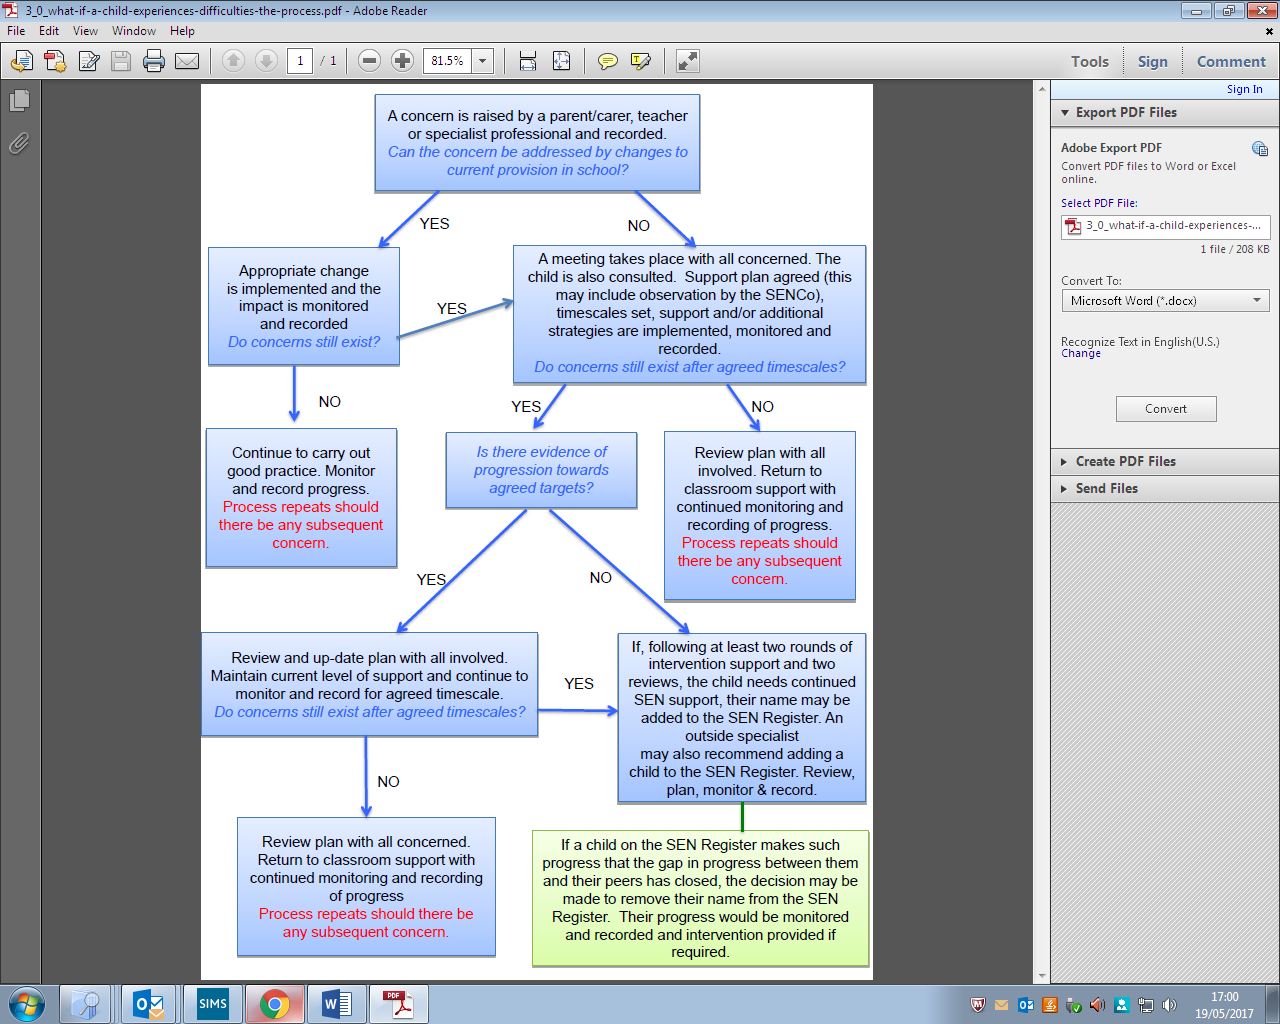 3_0_what-if-a-child-experiences-difficulties-the-process.pdf - Adobe Reader
File Edit View Window Help
1 / 1 81.5% Tools Sign Comment
Sign In
Export PDF Files
Adobe Export PDF
Convert PDF files to Word or Excel
online.
Select PDF File:
3_0_what-if-a-child-experiences-...
1 file / 208 KB
Convert To:
Microsoft Word (*.docx)
Recognize Text in English(U.S.)
Change
Convert
Create PDF Files
Send Files
A concern is raised by a parent/carer, teacher
or specialist professional and recorded.
Can the concern be addressed by changes to
current provision in school?
YES
NO
Appropriate change
is implemented and the
impact is monitored
and recorded
Do concerns still exist?
YES
A meeting takes place with all concerned. The
child is also consulted.  Support plan agreed (this
may include observation by the SENCo),
timescales set, support and/or additional
strategies are implemented, monitored and
recorded.
Do concerns still exist after agreed timescales?
NO
YES
NO
Continue to carry out
good practice. Monitor
and record progress.
Process repeats should
there be any subsequent
concern.
Is there evidence of
progression towards
agreed targets?
Review plan with all
involved. Return to
classroom support with
continued monitoring and
recording of progress.
Process repeats should
there be any subsequent
concern.
YES
NO
Review and up-date plan with all involved.
Maintain current level of support and continue to
monitor and record for agreed timescale.
Do concerns still exist after agreed timescales?
YES
If, following at least two rounds of
intervention support and two
reviews, the child needs continued
SEN support, their name may be
added to the SEN Register. An
outside specialist
may also recommend adding a
child to the SEN Register. Review,
plan, monitor & record.
NO
Review plan with all concerned.
Return to classroom support with
continued monitoring and recording
of progress
Process repeats should there be
any subsequent concern.
If a child on the SEN Register makes such
progress that the gap in progress between them
and their peers has closed, the decision may be
made to remove their name from the SEN
Register.  Their progress would be monitored
and recorded and intervention provided if
required.
SIMS
PDF
17:00
19/05/2017